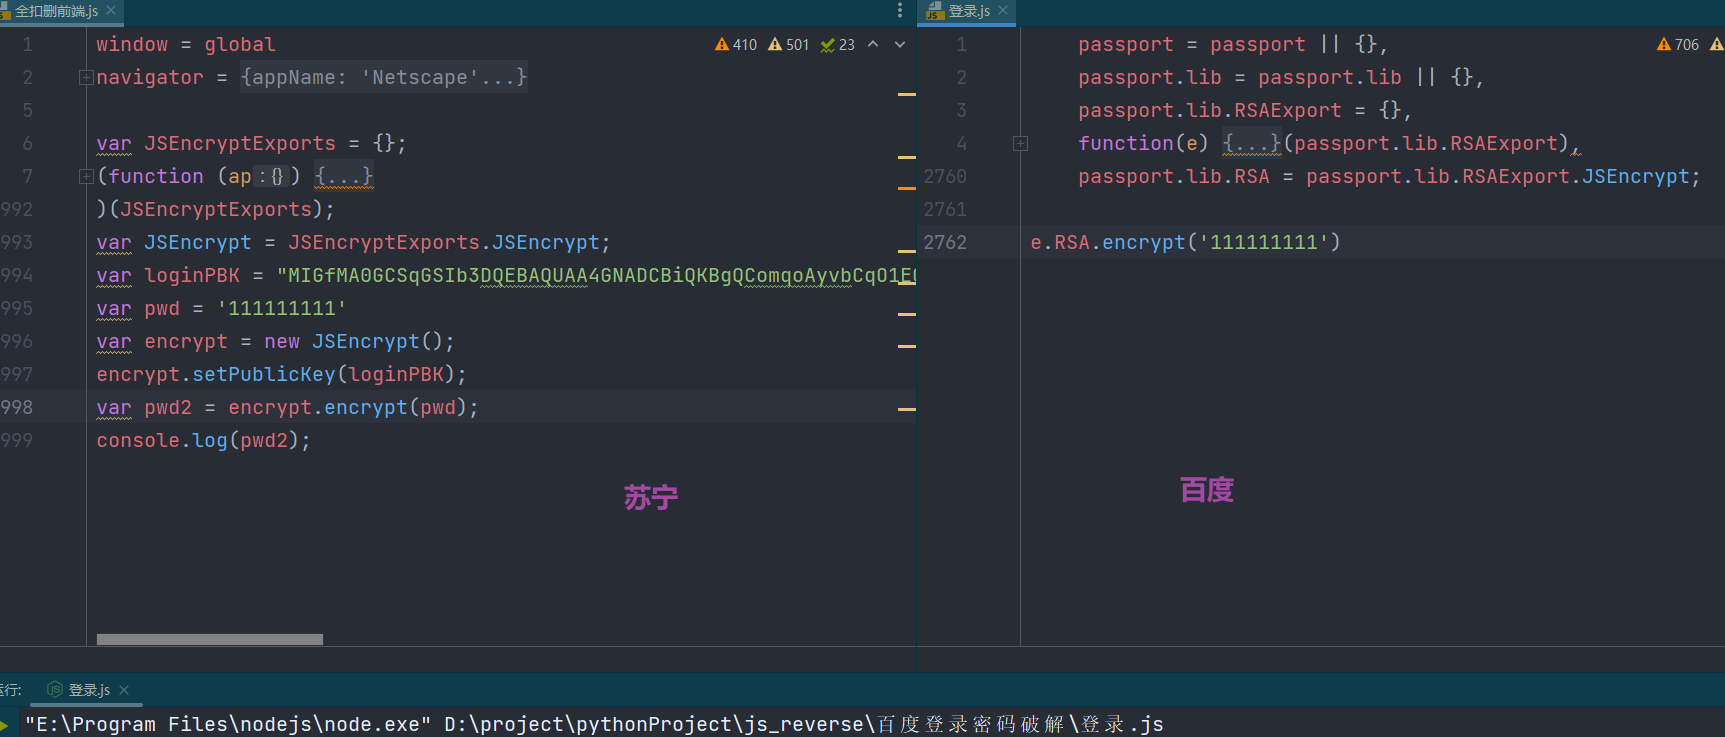 全扣删前端.js
1 window = global
410 501 23
2 navigator = {appName: 'Netscape'...}
5
6 var JSEncryptExports = {};
7 (function (ap : {}) {...}
992 )(JSEncryptExports);
993 var JSEncrypt = JSEncryptExports.JSEncrypt;
994 var loginPBK = "MIGfMA0GCSqGSIb3DQEBAQUAA4GNADCBiQKBgQComqoAyvbCqO1EO
995 var pwd = '111111111'
996 var encrypt = new JSEncrypt();
997 encrypt.setPublicKey(loginPBK);
998 var pwd2 = encrypt.encrypt(pwd);
999 console.log(pwd2);
苏宁
登录.js
1 passport = passport || {},
706
2 passport.lib = passport.lib || {},
3 passport.lib.RSAExport = {},
4 function(e) {...}(passport.lib.RSAExport),
2760 passport.lib.RSA = passport.lib.RSAExport.JSEncrypt;
2761
2762 e.RSA.encrypt('111111111')
百度
运行: 登录.js
"E:\Program Files\nodejs\node.exe" D:\project\pythonProject\js_reverse\百度登录密码破解\登录.js